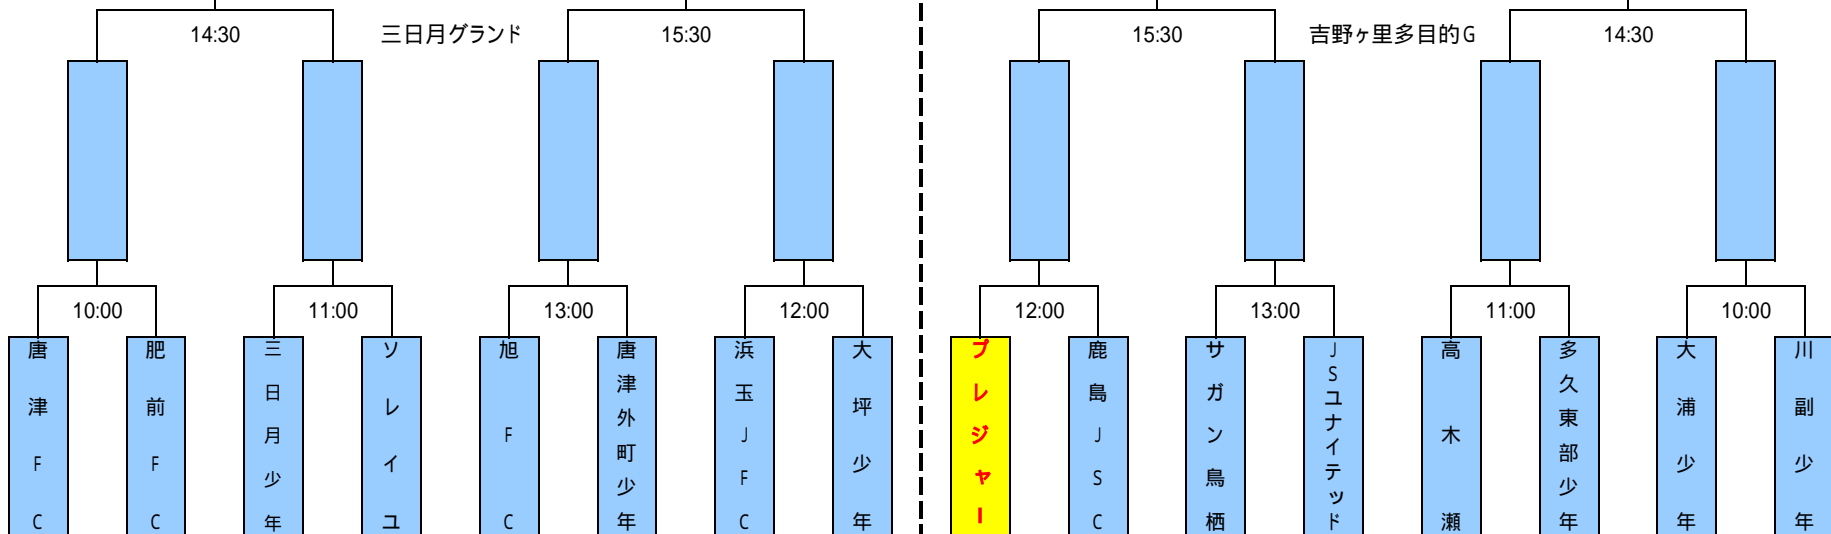 14:30 三日月グランド 15:30 15:30 吉野ヶ里多目的G 14:30
10:00 11:00 13:00 12:00 12:00 13:00 11:00 10:00
唐津FC
肥前FC
三日月少年
ソレイユ
旭FC
唐津外町少年
浜玉JFC
大坪少年
プレジャー
鹿島JSC
サガン鳥栖
JSユナイテッド
高木瀬
多久東部少年
大浦少年
川副少年